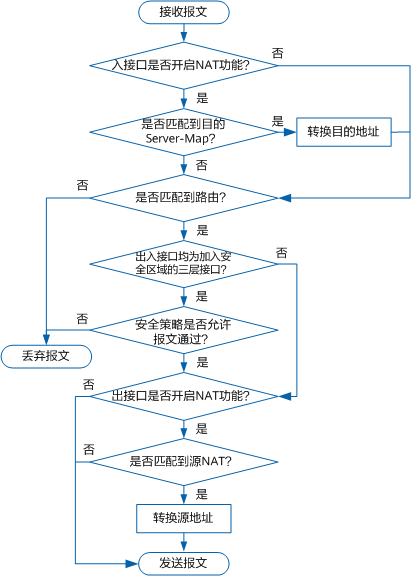 接收报文
入接口是否开启NAT功能？
否
是
是否匹配到目的
Server-Map？
是
转换目的地址
否
是否匹配到路由？
否
是
出入接口均为加入安
全区域的三层接口？
否
是
安全策略是否允许
报文通过？
否
丢弃报文
是
出接口是否开启NAT功能？
否
是
是否匹配到源NAT？
否
是
转换源地址
发送报文